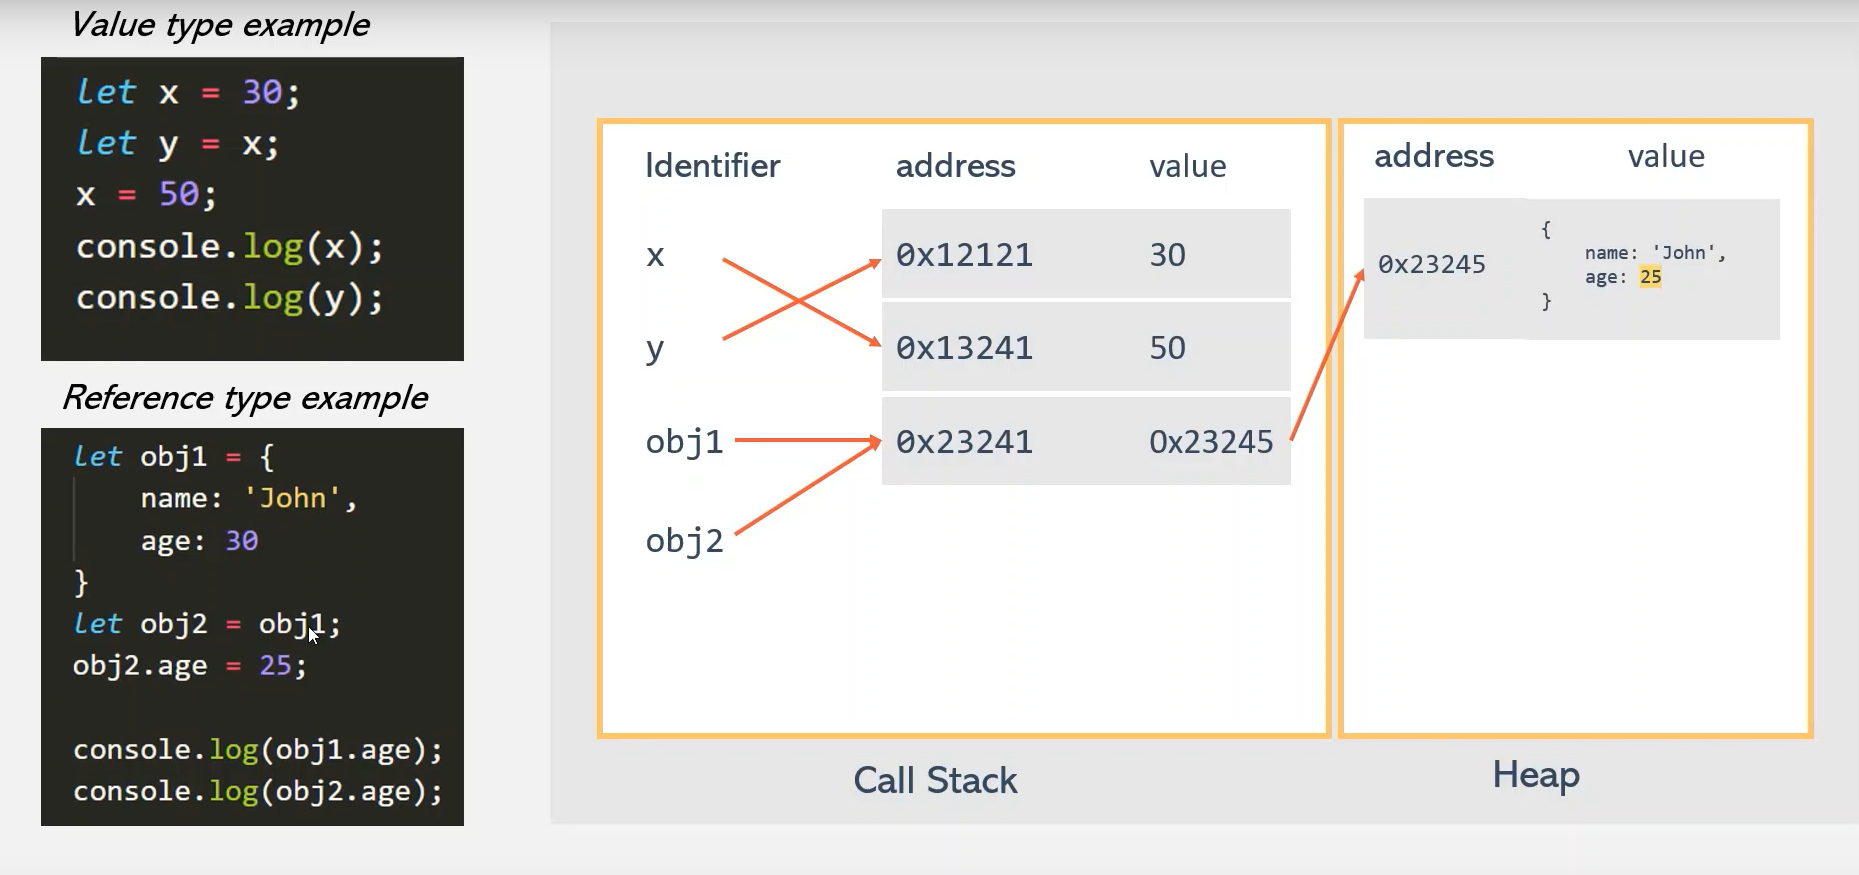 Value type example
let x = 30;
let y = x;
x = 50;
console.log(x);
console.log(y);
Reference type example
let obj1 = {
    name: 'John',
    age: 30
}
let obj2 = obj1;
obj2.age = 25;
console.log(obj1.age);
console.log(obj2.age);
Identifier address value
x 0x12121 30
y 0x13241 50
obj1 0x23241 0x23245
obj2
Call Stack
address value
0x23245
{
    name: 'John',
    age: 25
}
Heap